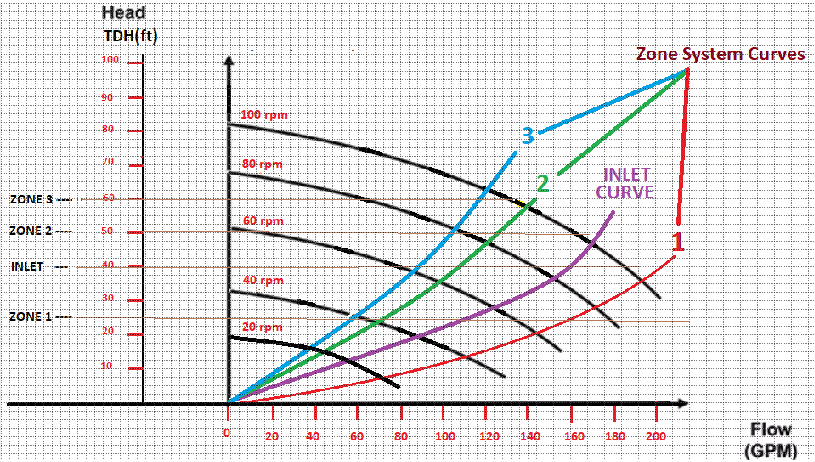 Head
TDH(ft)
Zone System Curves
100
90
80
70
60
50
40
30
20
10
ZONE 3 ----
ZONE 2 ----
INLET ----
ZONE 1 ----
100 rpm
80 rpm
60 rpm
40 rpm
20 rpm
3
2
INLET
CURVE
1
0 20 40 60 80 100 120 140 160 180 200
Flow
(GPM)